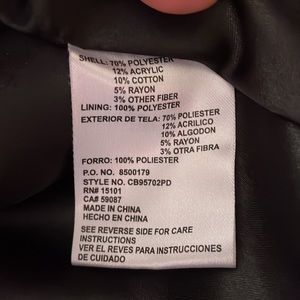 SHELL: 70% POLYESTER
12% ACRYLIC
10% COTTON
5% RAYON
3% OTHER FIBER
LINING: 100% POLYESTER
EXTERIOR DE TELA: 70% POLIESTER
12% ACRILICO
10% ALGODON
5% RAYON
3% OTRA FIBRA
FORRO: 100% POLIESTER
P.O. NO. 8500179
STYLE NO. CB95702PD
RN# 15101
CA# 59087
MADE IN CHINA
HECHO EN CHINA
SEE REVERSE SIDE FOR CARE
INSTRUCTIONS
VER EL REVES PARA INSTRUCCIONES
DE CUIDADO